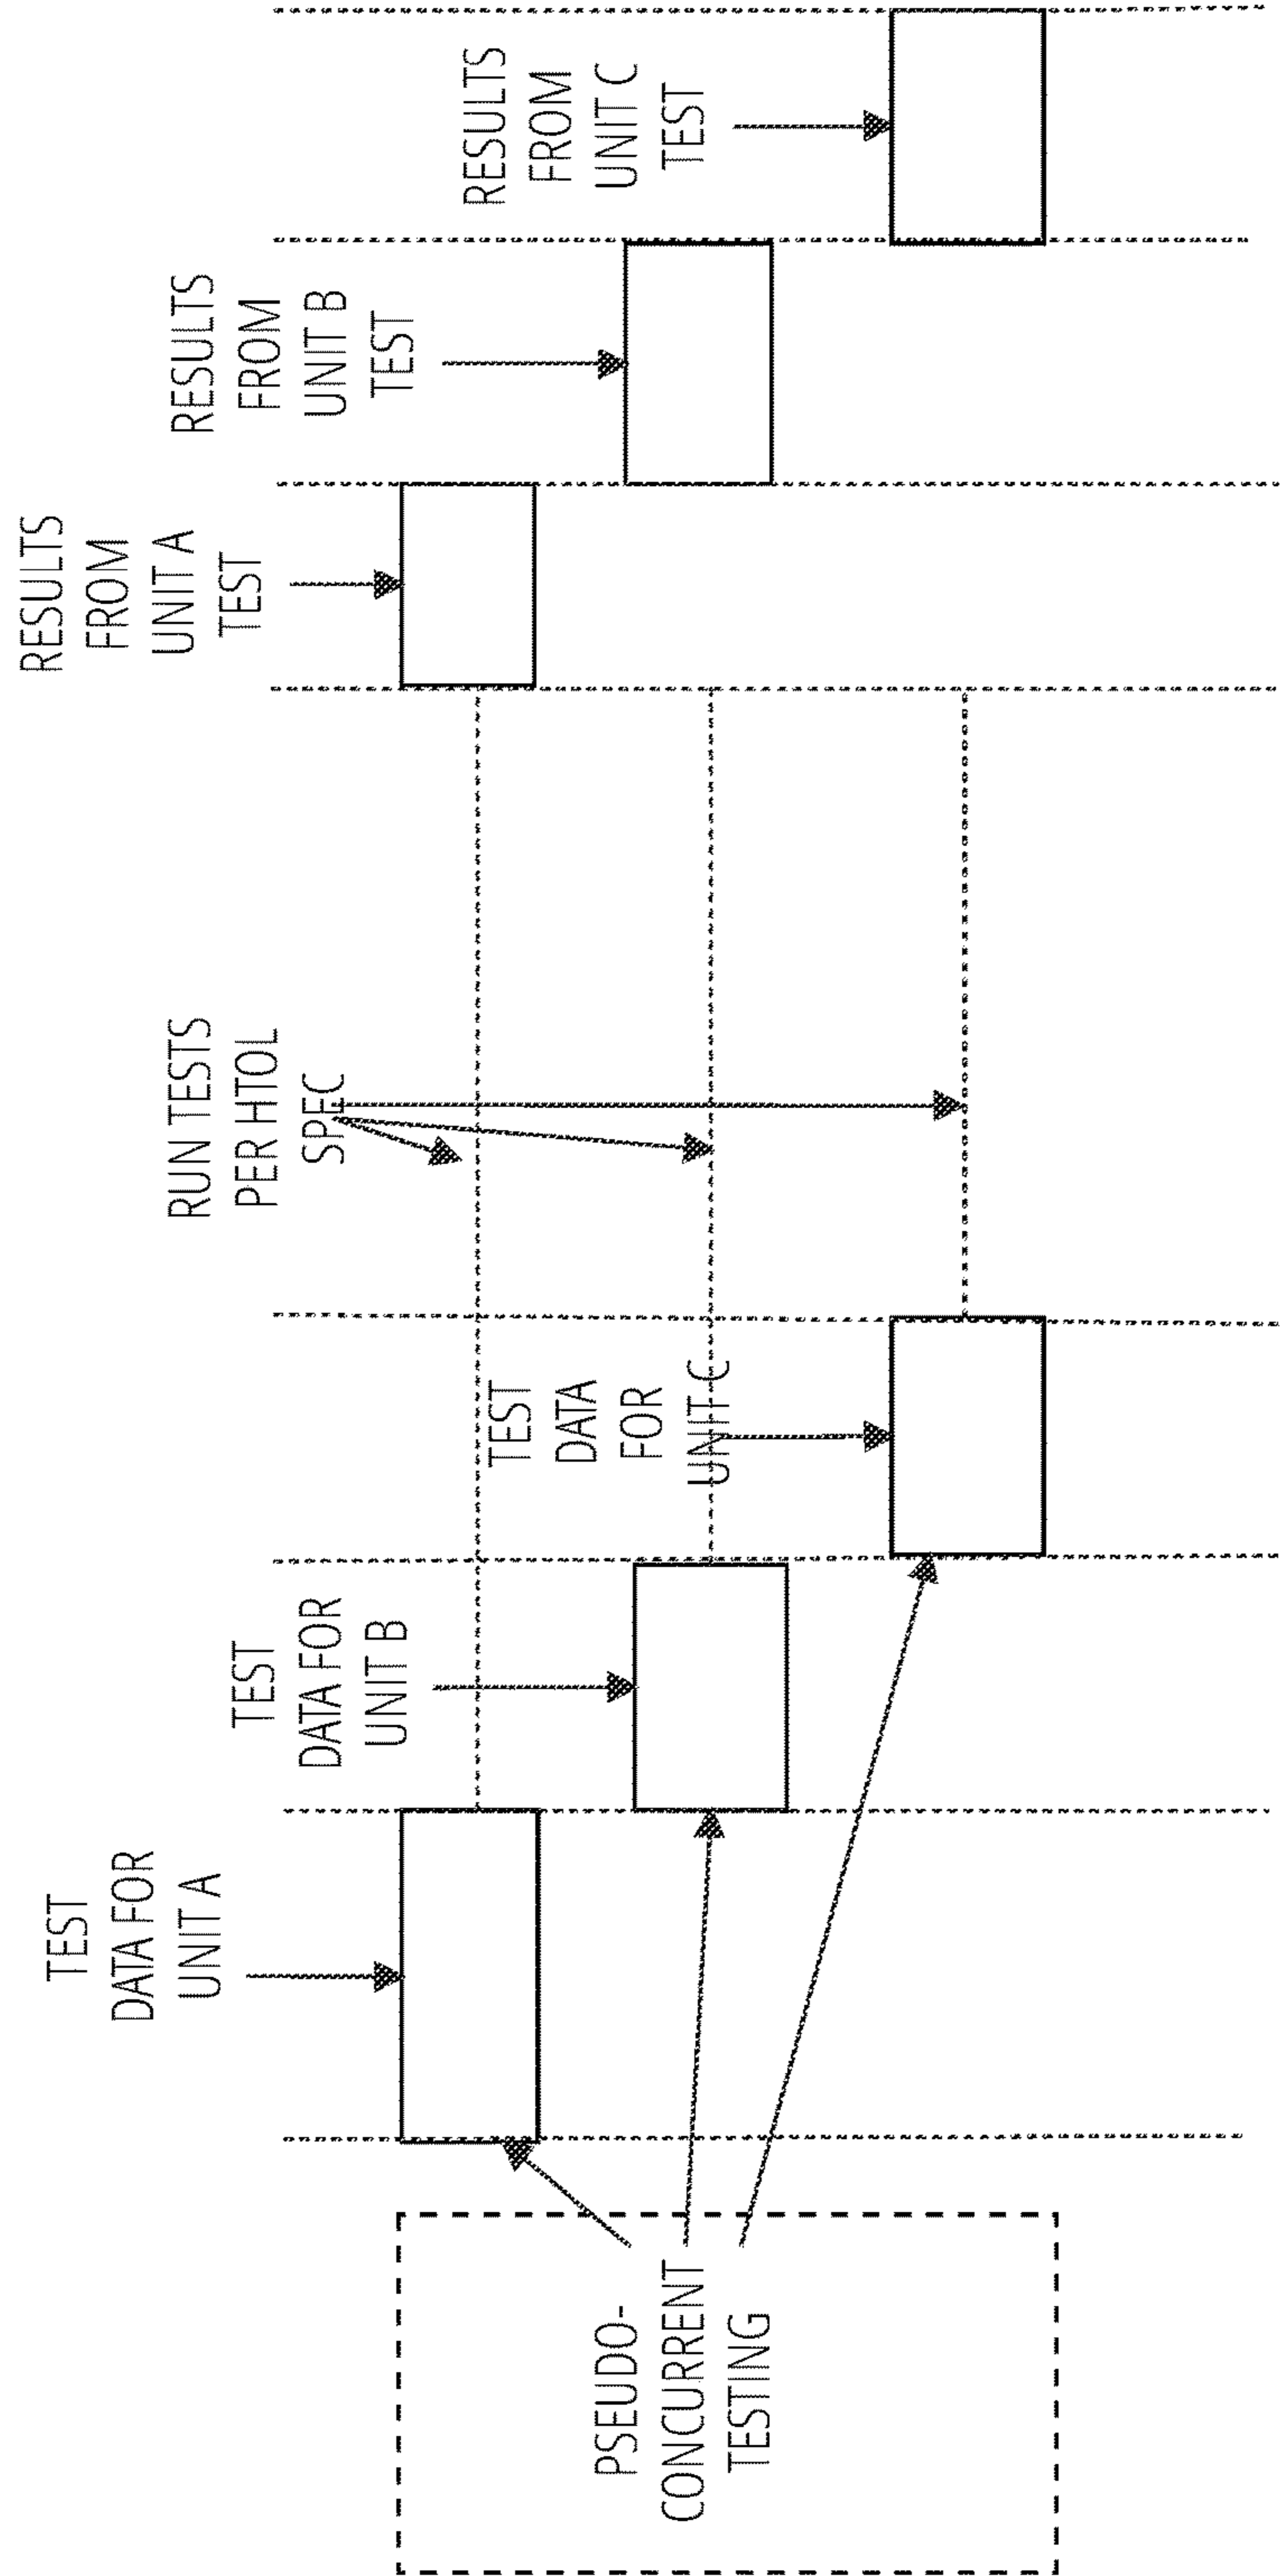 PSEUDO-
CONCURRENT
TESTING
TEST
DATA FOR
UNIT A
TEST
DATA FOR
UNIT B
TEST
DATA
FOR
UNIT C
RUN TESTS
PER HTOL
SPEC
RESULTS
FROM
UNIT A
TEST
RESULTS
FROM
UNIT B
TEST
RESULTS
FROM
UNIT C
TEST